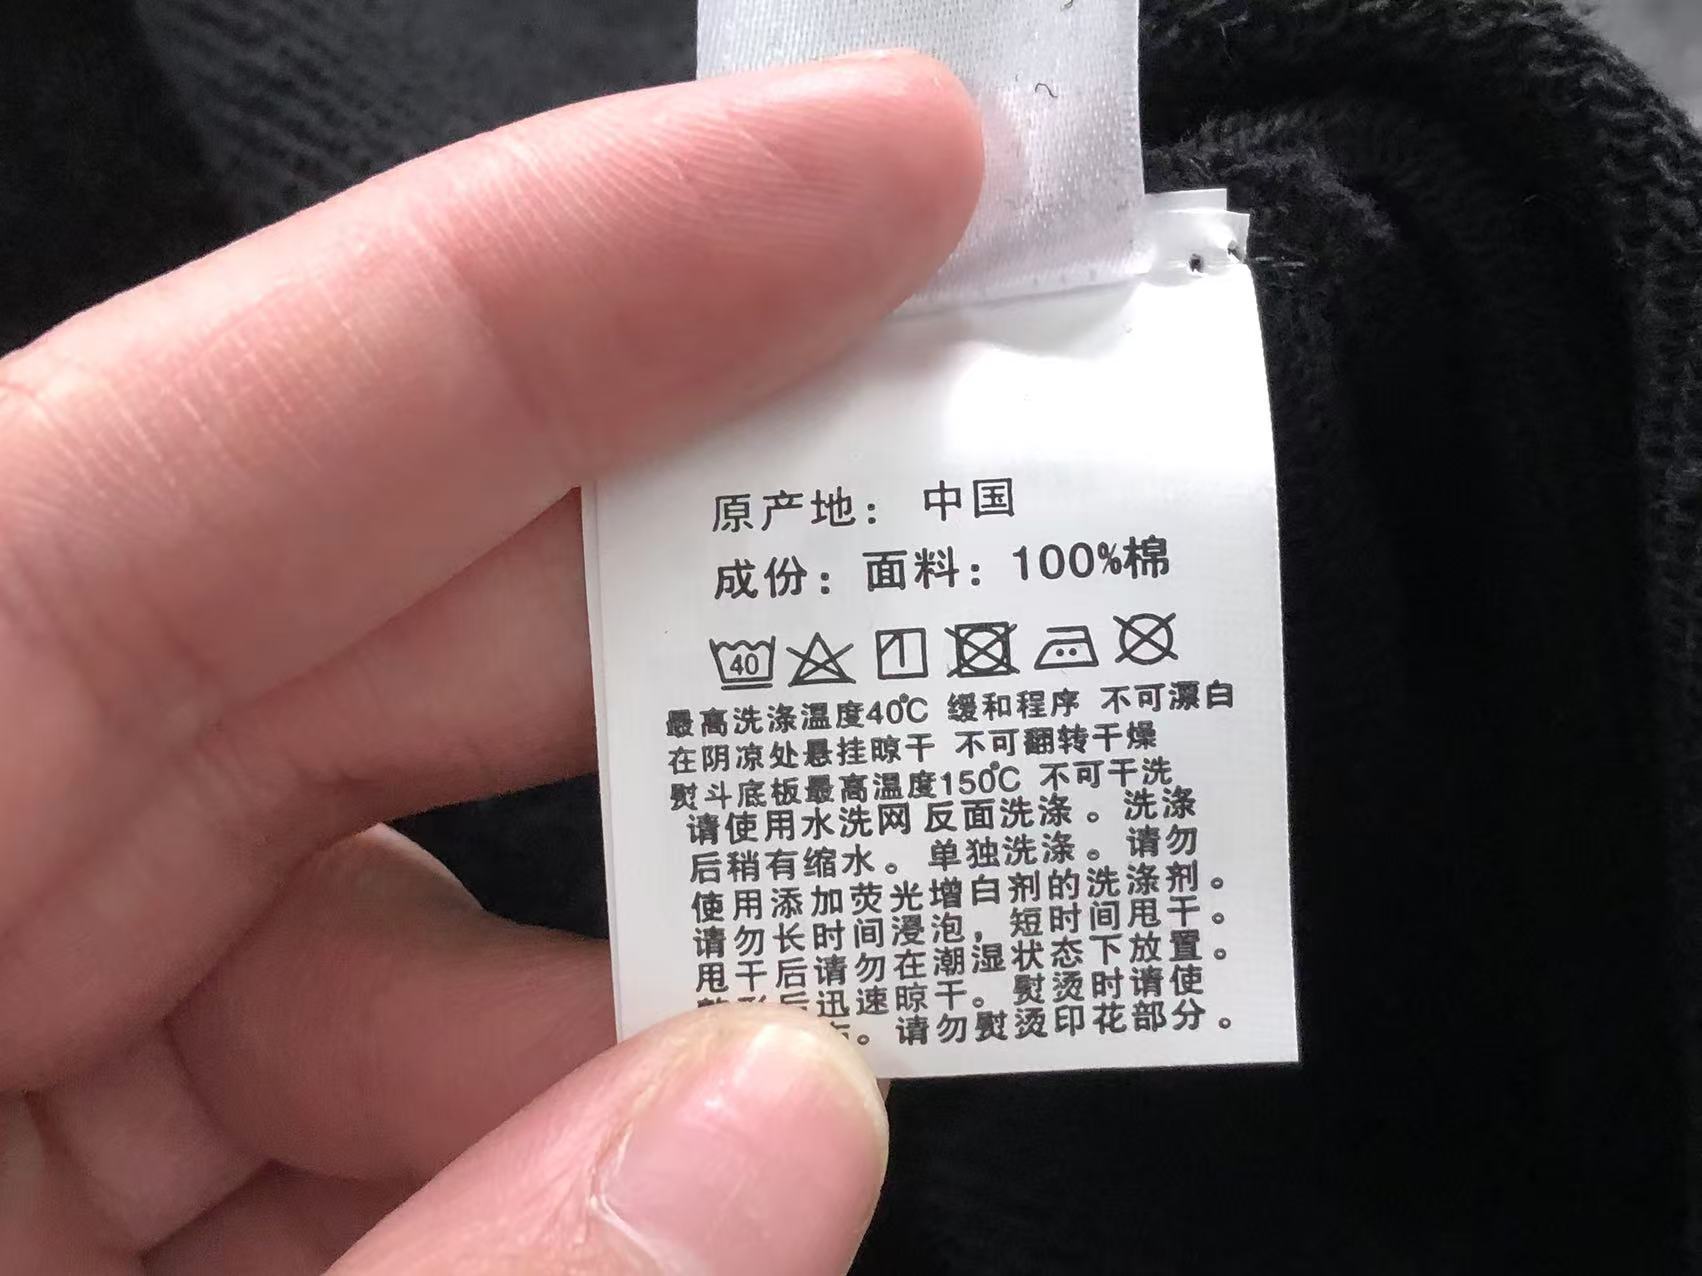 原产地： 中国
成份：面料：100%棉
40
最高洗涤温度40℃ 缓和程序 不可漂白
在阴凉处悬挂晾干 不可翻转干燥
熨斗底板最高温度150℃ 不可干洗
请使用水洗网 反面洗涤。洗涤
后稍有缩水。单独洗涤。请勿
使用添加荧光增白剂的洗涤剂。
请勿长时间浸泡，短时间甩干。
甩干后请勿在潮湿状态下放置。
后迅速晾干。熨烫时请使
。请勿熨烫印花部分。